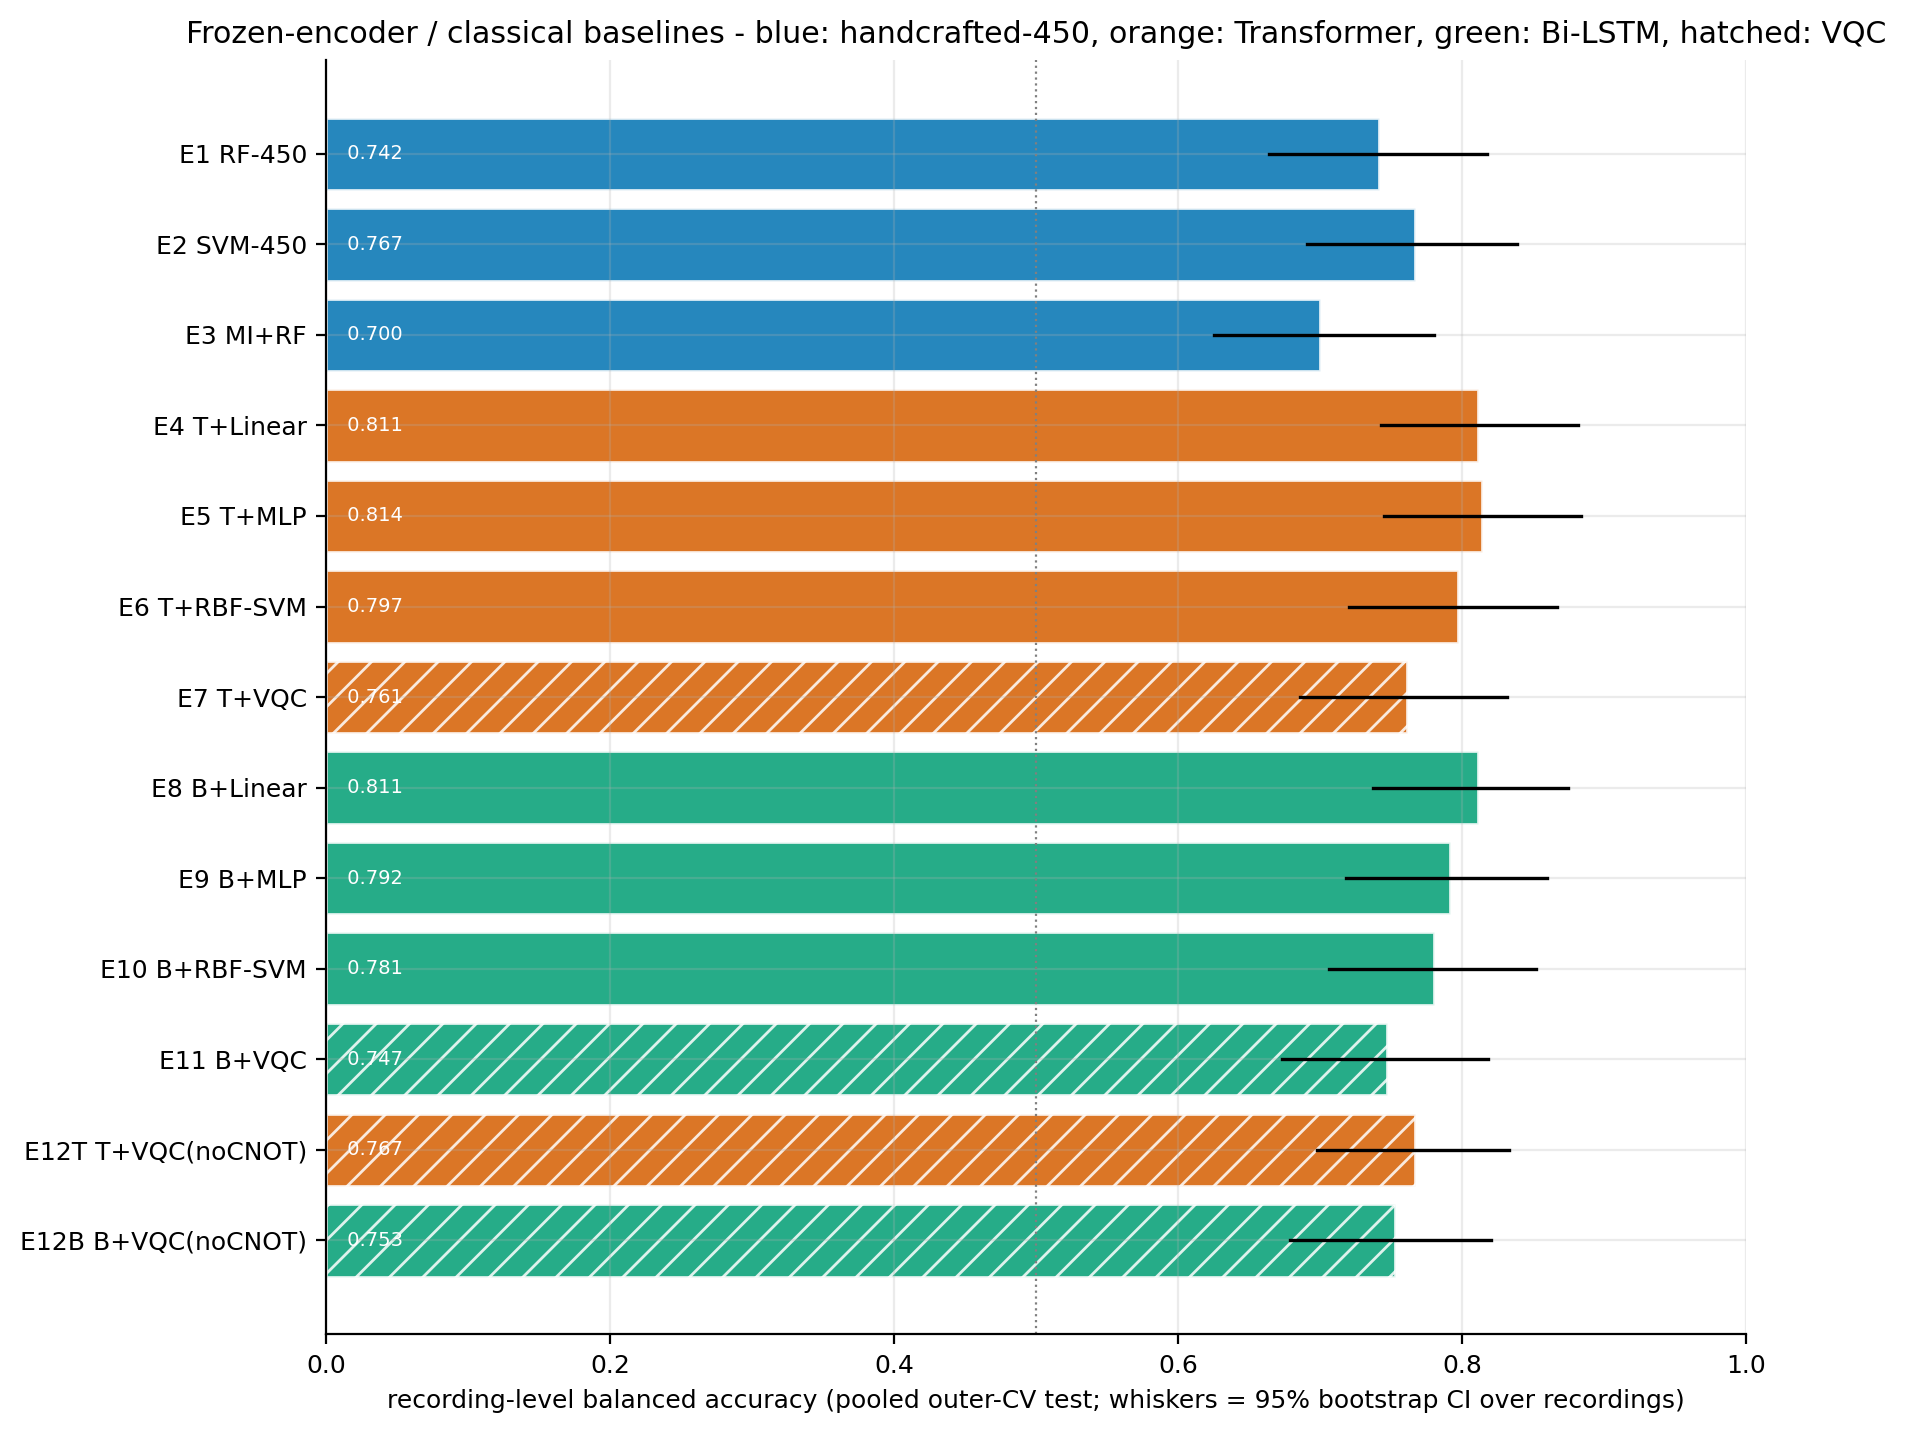 Frozen-encoder / classical baselines - blue: handcrafted-450, orange: Transformer, green: Bi-LSTM, hatched: VQC
E1 RF-450 0.742
E2 SVM-450 0.767
E3 MI+RF 0.700
E4 T+Linear 0.811
E5 T+MLP 0.814
E6 T+RBF-SVM 0.797
E7 T+VQC 0.761
E8 B+Linear 0.811
E9 B+MLP 0.792
E10 B+RBF-SVM 0.781
E11 B+VQC 0.747
E12T T+VQC(noCNOT) 0.767
E12B B+VQC(noCNOT) 0.753
0.0 0.2 0.4 0.6 0.8 1.0
recording-level balanced accuracy (pooled outer-CV test; whiskers = 95% bootstrap CI over recordings)